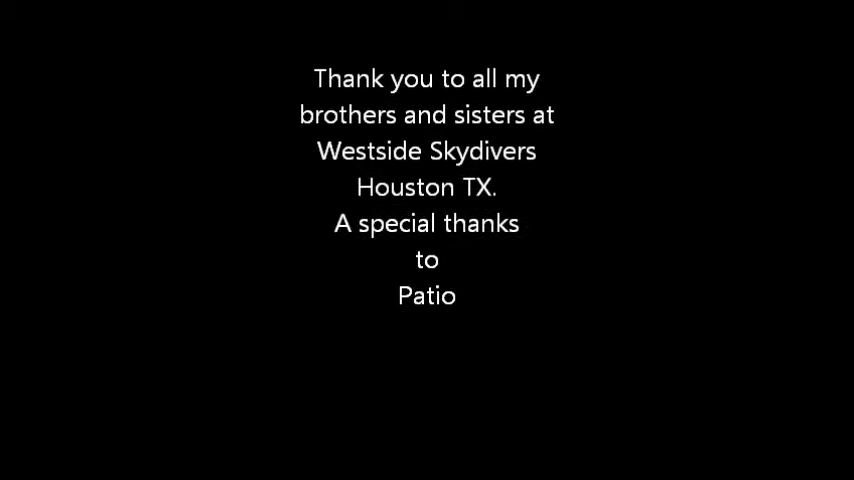 Thank you to all my
brothers and sisters at
Westside Skydivers
Houston TX.
A special thanks
to
Patio